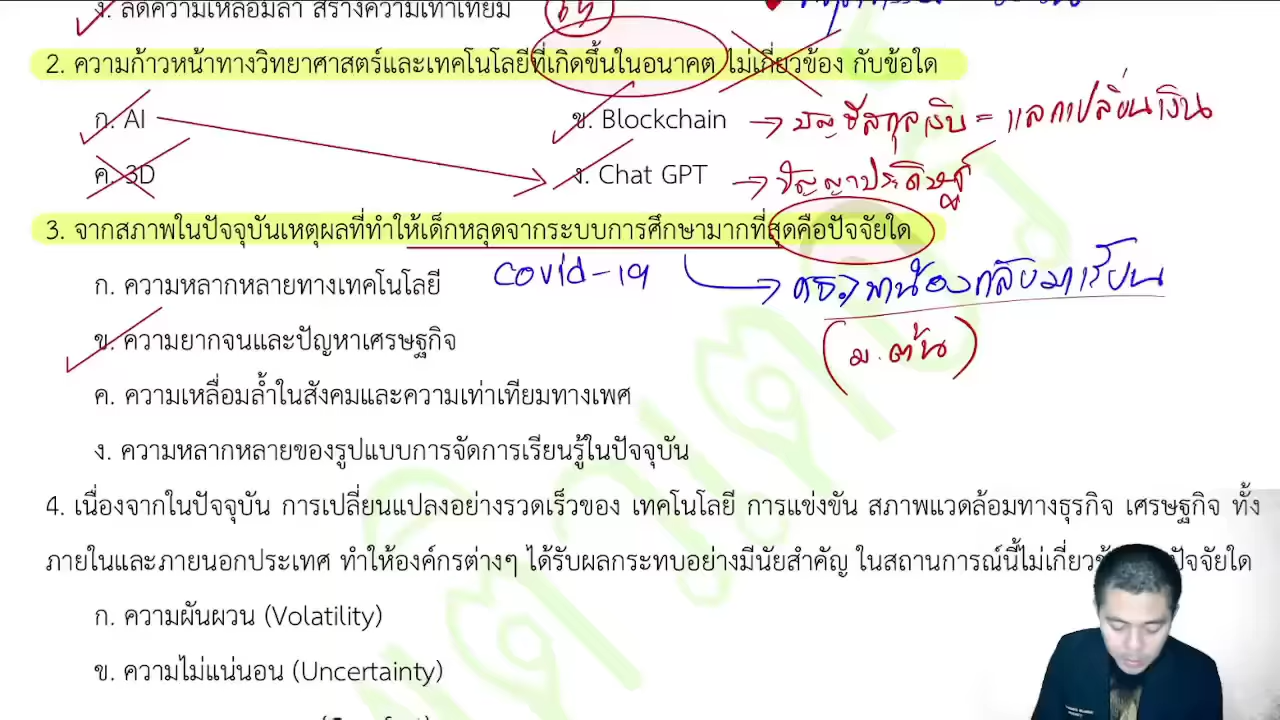 ง. ลดความเหลื่อมล้ำ สร้างความเท่าเทียม
2. ความก้าวหน้าทางวิทยาศาสตร์และเทคโนโลยีที่เกิดขึ้นในอนาคต ไม่เกี่ยวข้อง กับข้อใด
ก. AI
ข. Blockchain → บัญชีสกุลเงิน = แลกเปลี่ยนเงิน
ค. 3D
ง. Chat GPT → ปัญญาประดิษฐ์
3. จากสภาพในปัจจุบันเหตุผลที่ทำให้เด็กหลุดจากระบบการศึกษามากที่สุดคือปัจจัยใด
ก. ความหลากหลายทางเทคโนโลยี
covid-19 → พาน้องกลับมาเรียน
ข. ความยากจนและปัญหาเศรษฐกิจ
(ม.ต้น)
ค. ความเหลื่อมล้ำในสังคมและความเท่าเทียมทางเพศ
ง. ความหลากหลายของรูปแบบการจัดการเรียนรู้ในปัจจุบัน
4. เนื่องจากในปัจจุบัน การเปลี่ยนแปลงอย่างรวดเร็วของ เทคโนโลยี การแข่งขัน สภาพแวดล้อมทางธุรกิจ เศรษฐกิจ ทั้ง
ภายในและภายนอกประเทศ ทำให้องค์กรต่างๆ ได้รับผลกระทบอย่างมีนัยสำคัญ ในสถานการณ์นี้ไม่เกี่ยวข้อง ปัจจัยใด
ก. ความผันผวน (Volatility)
ข. ความไม่แน่นอน (Uncertainty)